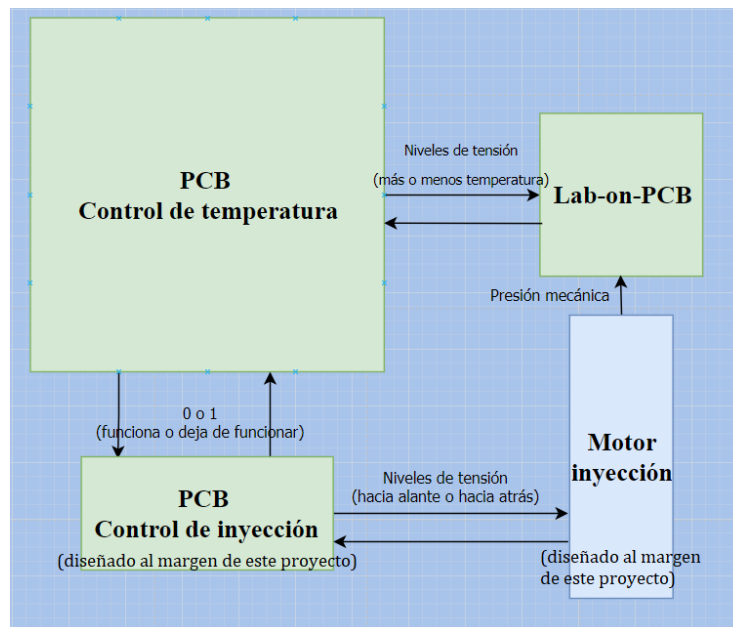 PCB
Control de temperatura
Niveles de tensión
(más o menos temperatura)
Lab-on-PCB
Presión mecánica
0 o 1
(funciona o deja de funcionar)
Motor
inyección
(diseñado al margen
de este proyecto)
Niveles de tensión
(hacia alante o hacia atrás)
PCB
Control de inyección
(diseñado al margen de este proyecto)